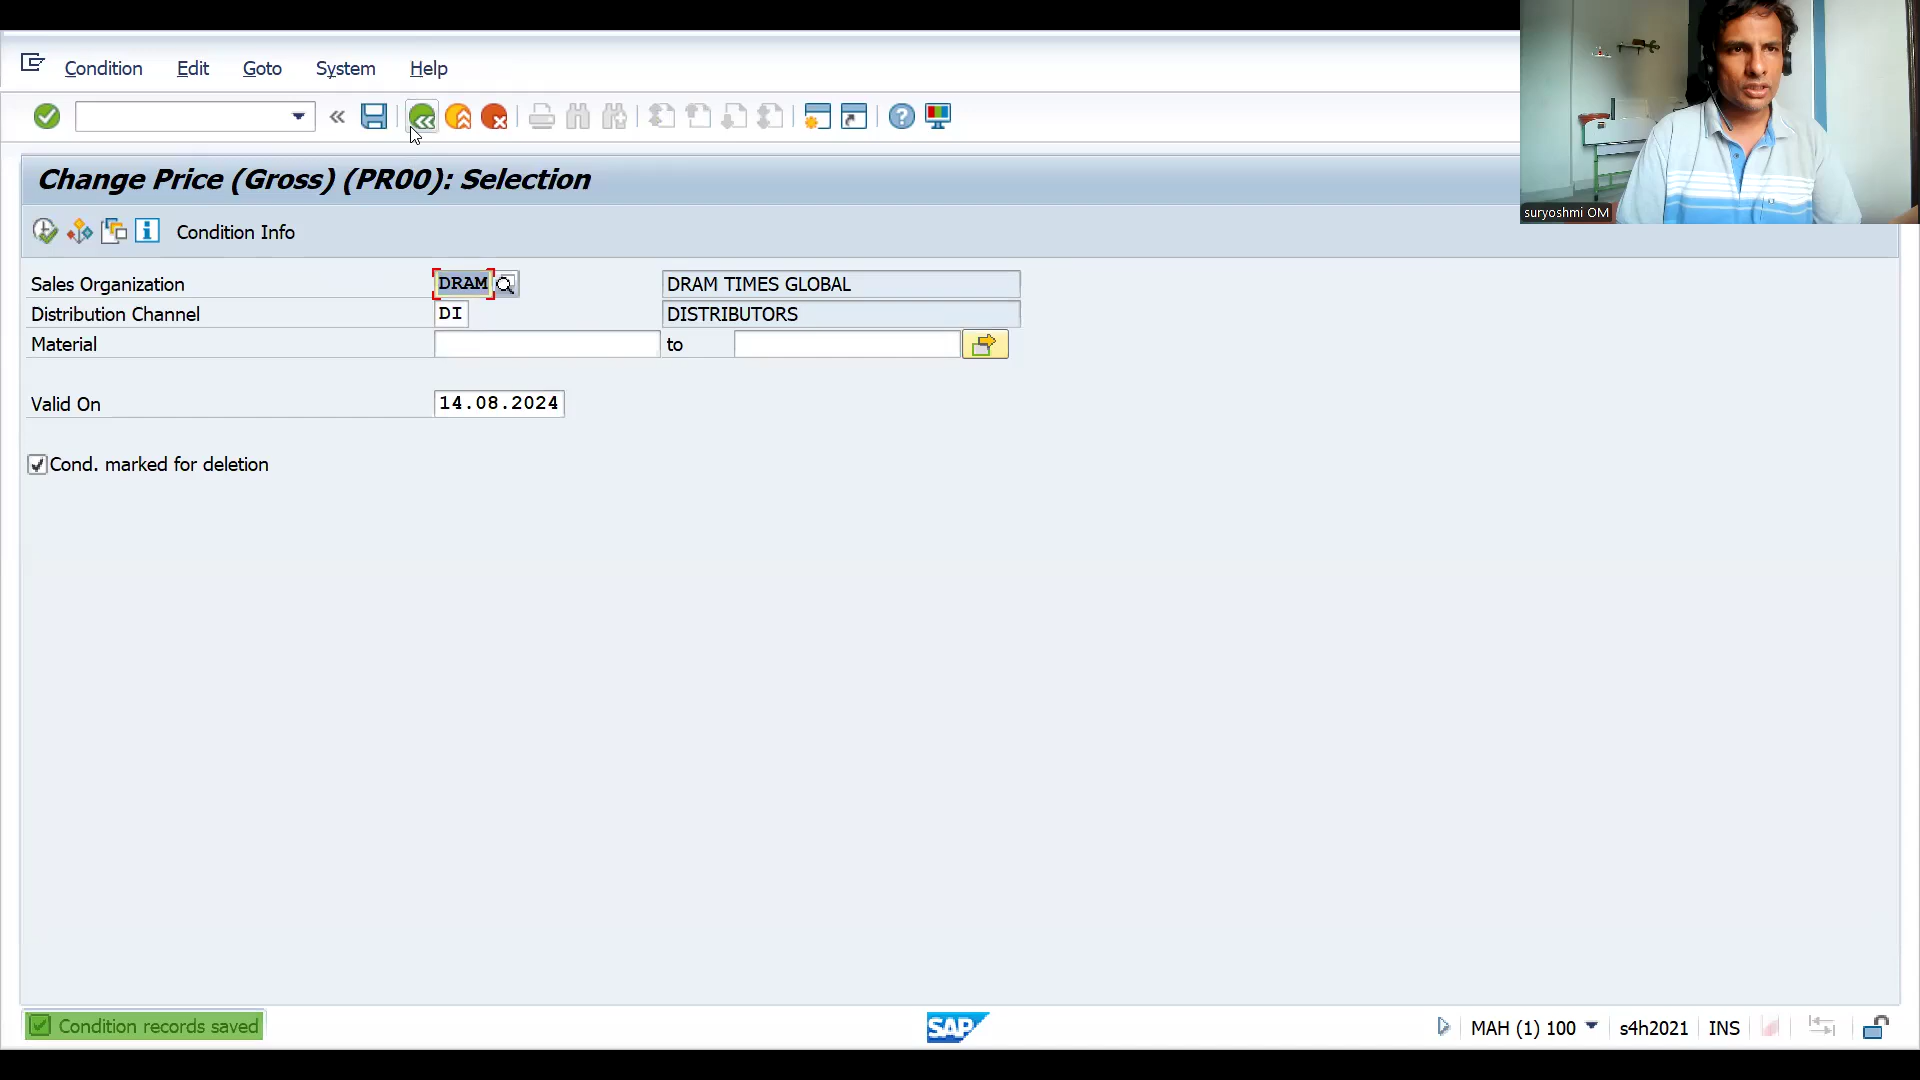 Condition Edit Goto System Help
Change Price (Gross) (PR00): Selection
Condition Info
Sales Organization DRAM DRAM TIMES GLOBAL
Distribution Channel DI DISTRIBUTORS
Material to
Valid On 14.08.2024
Cond. marked for deletion
suryoshmi OM
Condition records saved SAP MAH (1) 100 s4h2021 INS